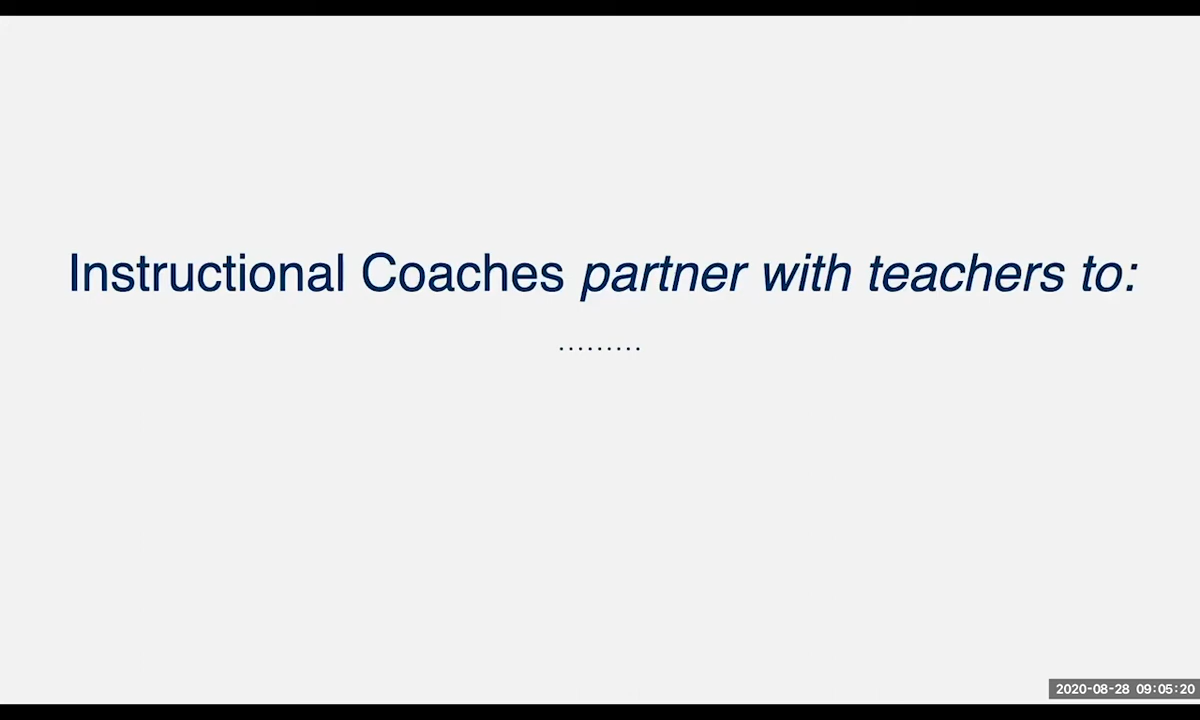 Instructional Coaches partner with teachers to:
.........
2020-08-28 09:05:20